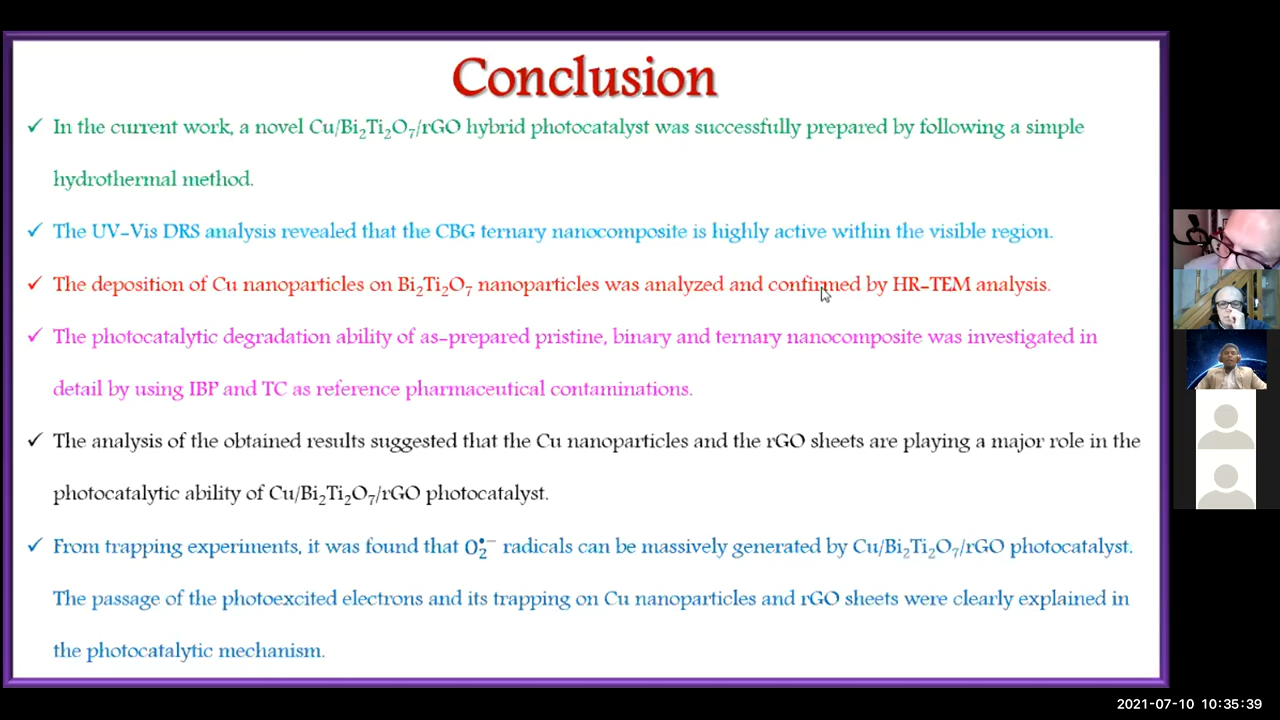 Conclusion
✓ In the current work, a novel Cu/Bi₂Ti₂O₇/rGO hybrid photocatalyst was successfully prepared by following a simple
hydrothermal method.
✓ The UV-Vis DRS analysis revealed that the CBG ternary nanocomposite is highly active within the visible region.
✓ The deposition of Cu nanoparticles on Bi₂Ti₂O₇ nanoparticles was analyzed and confirmed by HR-TEM analysis.
✓ The photocatalytic degradation ability of as-prepared pristine, binary and ternary nanocomposite was investigated in
detail by using IBP and TC as reference pharmaceutical contaminations.
✓ The analysis of the obtained results suggested that the Cu nanoparticles and the rGO sheets are playing a major role in the
photocatalytic ability of Cu/Bi₂Ti₂O₇/rGO photocatalyst.
✓ From trapping experiments, it was found that O₂•⁻ radicals can be massively generated by Cu/Bi₂Ti₂O₇/rGO photocatalyst.
The passage of the photoexcited electrons and its trapping on Cu nanoparticles and rGO sheets were clearly explained in
the photocatalytic mechanism.
2021-07-10 10:35:39